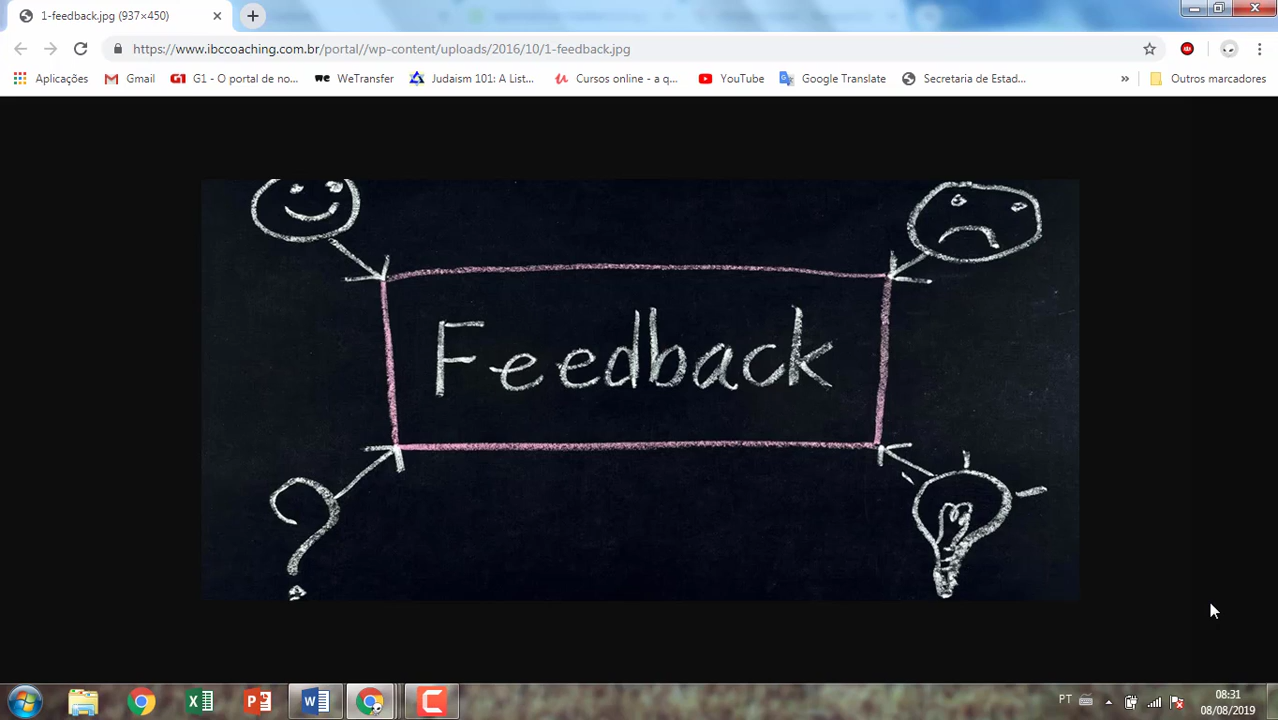 1-feedback.jpg (937×450)
https://www.ibccoaching.com.br/portal//wp-content/uploads/2016/10/1-feedback.jpg
Aplicações
Gmail
G1 - O portal de no...
WeTransfer
Judaism 101: A List...
Cursos online - a q...
YouTube
Google Translate
Secretaria de Estad...
»
Outros marcadores
Feedback
?
PT
08:31
08/08/2019